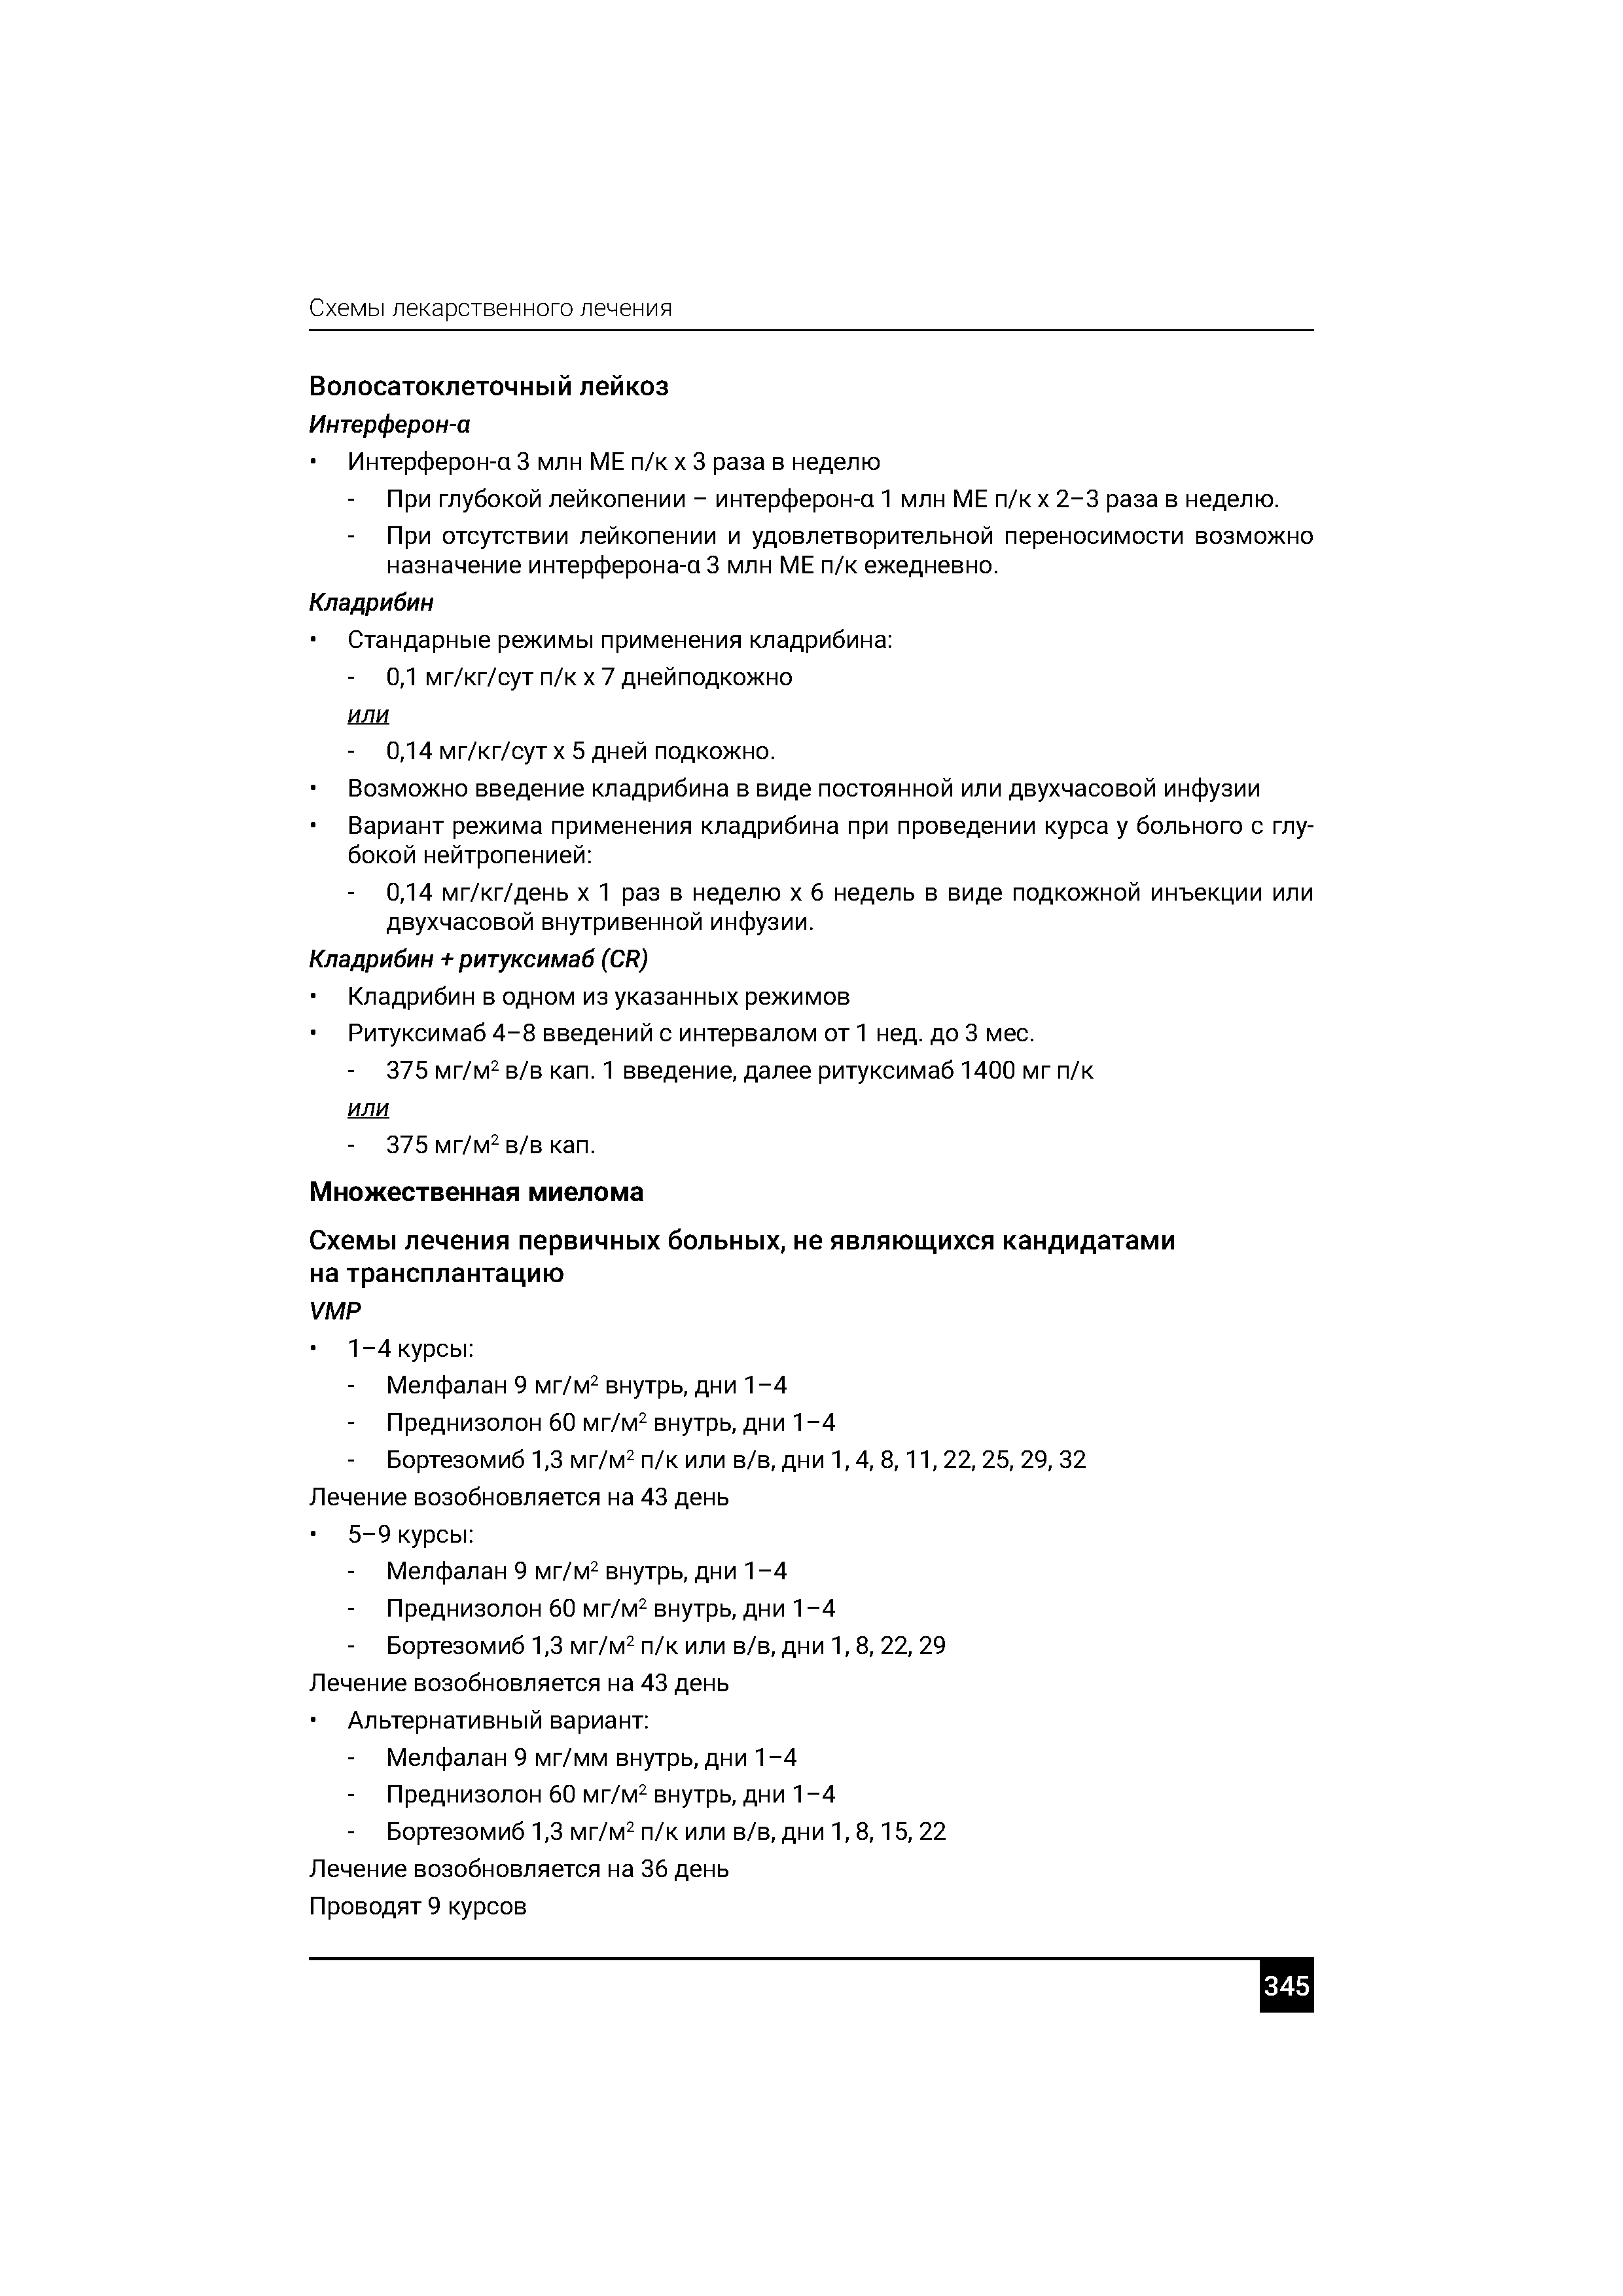 Схемы лекарственного лечения
Волосатоклеточный лейкоз
Интерферон-α
• Интерферон-α 3 млн МЕ п/к х 3 раза в неделю
- При глубокой лейкопении – интерферон-α 1 млн МЕ п/к х 2–3 раза в неделю.
- При отсутствии лейкопении и удовлетворительной переносимости возможно
назначение интерферона-α 3 млн МЕ п/к ежедневно.
Кладрибин
• Стандарные режимы применения кладрибина:
- 0,1 мг/кг/сут п/к х 7 днейподкожно
или
- 0,14 мг/кг/сут х 5 дней подкожно.
• Возможно введение кладрибина в виде постоянной или двухчасовой инфузии
• Вариант режима применения кладрибина при проведении курса у больного с глу-
бокой нейтропенией:
- 0,14 мг/кг/день х 1 раз в неделю х 6 недель в виде подкожной инъекции или
двухчасовой внутривенной инфузии.
Кладрибин + ритуксимаб (CR)
• Кладрибин в одном из указанных режимов
• Ритуксимаб 4–8 введений с интервалом от 1 нед. до 3 мес.
- 375 мг/м² в/в кап. 1 введение, далее ритуксимаб 1400 мг п/к
или
- 375 мг/м² в/в кап.
Множественная миелома
Схемы лечения первичных больных, не являющихся кандидатами
на трансплантацию
VMP
• 1–4 курсы:
- Мелфалан 9 мг/м² внутрь, дни 1–4
- Преднизолон 60 мг/м² внутрь, дни 1–4
- Бортезомиб 1,3 мг/м² п/к или в/в, дни 1, 4, 8, 11, 22, 25, 29, 32
Лечение возобновляется на 43 день
• 5–9 курсы:
- Мелфалан 9 мг/м² внутрь, дни 1–4
- Преднизолон 60 мг/м² внутрь, дни 1–4
- Бортезомиб 1,3 мг/м² п/к или в/в, дни 1, 8, 22, 29
Лечение возобновляется на 43 день
• Альтернативный вариант:
- Мелфалан 9 мг/мм внутрь, дни 1–4
- Преднизолон 60 мг/м² внутрь, дни 1–4
- Бортезомиб 1,3 мг/м² п/к или в/в, дни 1, 8, 15, 22
Лечение возобновляется на 36 день
Проводят 9 курсов
345